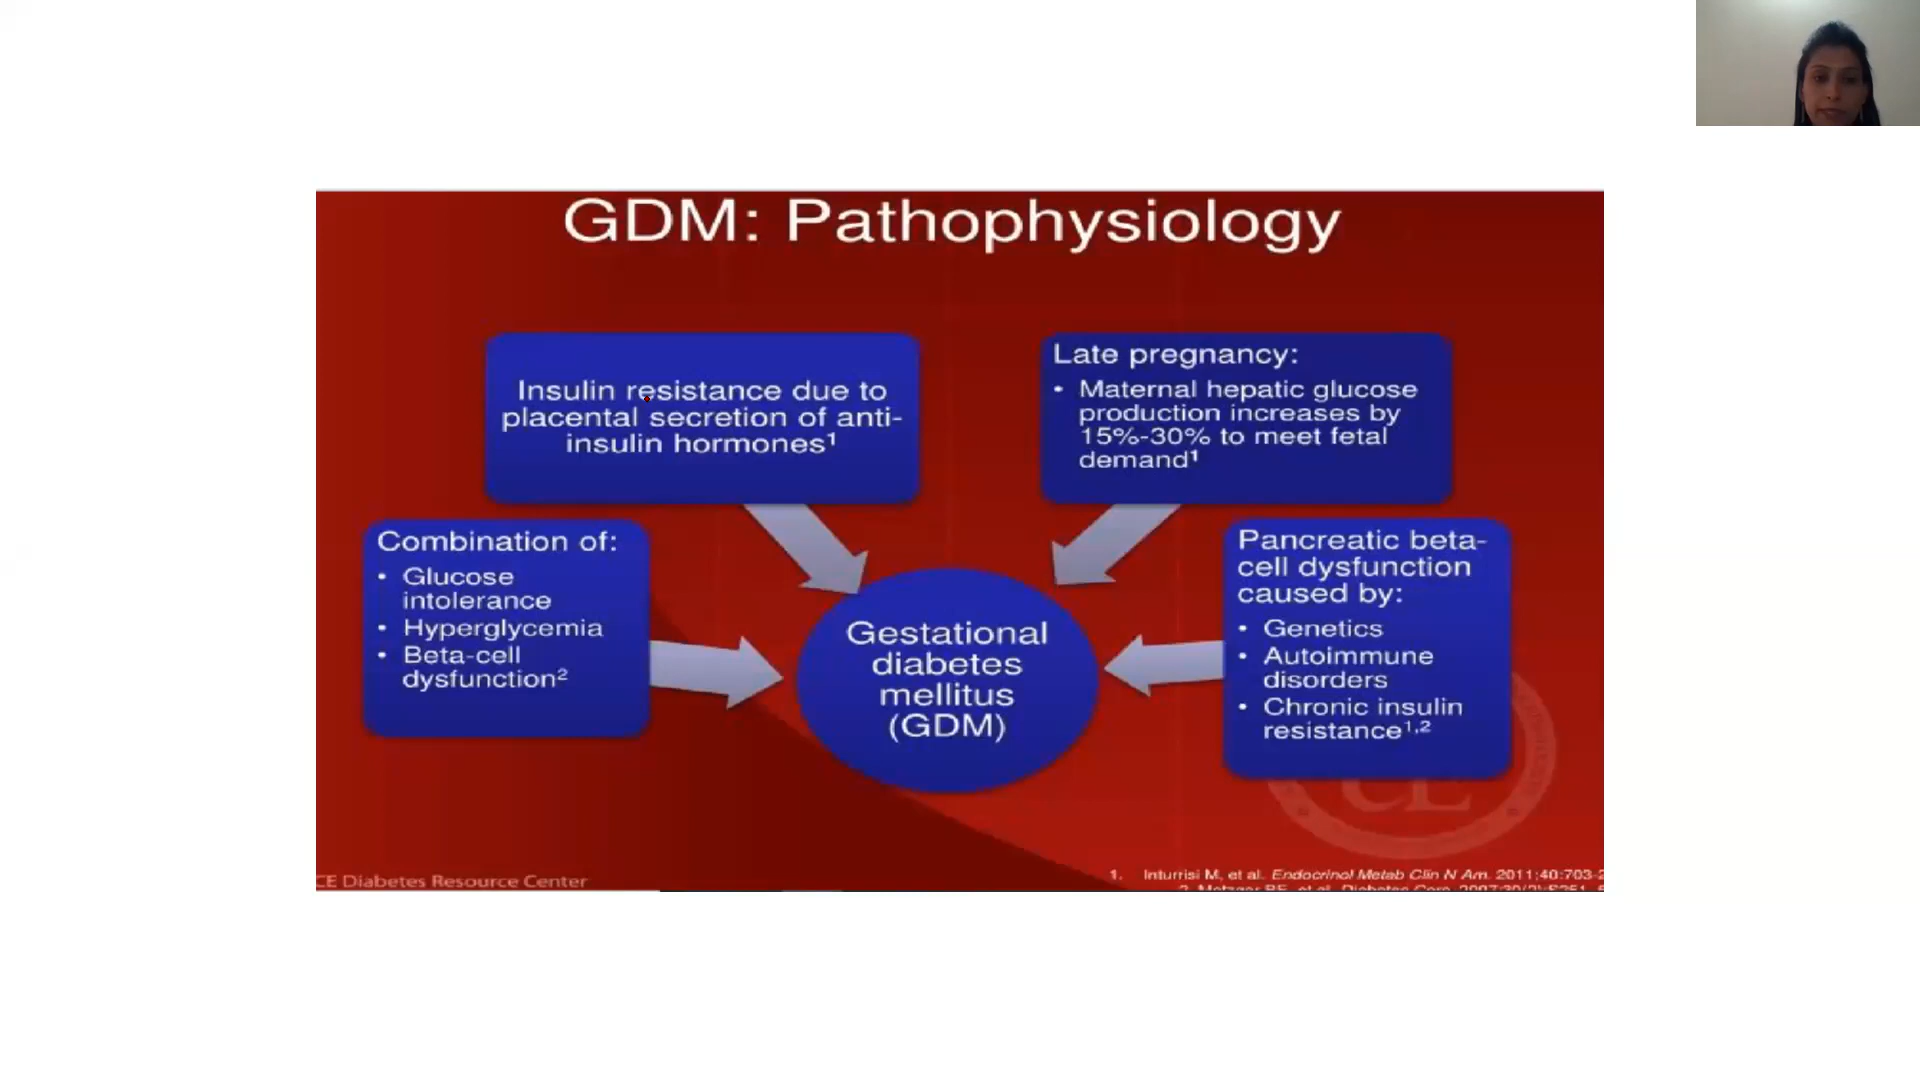 GDM: Pathophysiology
Insulin resistance due to
placental secretion of anti-
insulin hormones¹
Late pregnancy:
• Maternal hepatic glucose
production increases by
15%-30% to meet fetal
demand¹
Combination of:
• Glucose
intolerance
• Hyperglycemia
• Beta-cell
dysfunction²
Gestational
diabetes
mellitus
(GDM)
Pancreatic beta-
cell dysfunction
caused by:
• Genetics
• Autoimmune
disorders
• Chronic insulin
resistance¹,²
CE Diabetes Resource Center
1. Inturrisi M, et al. Endocrinol Metab Clin N Am. 2011;40:703-